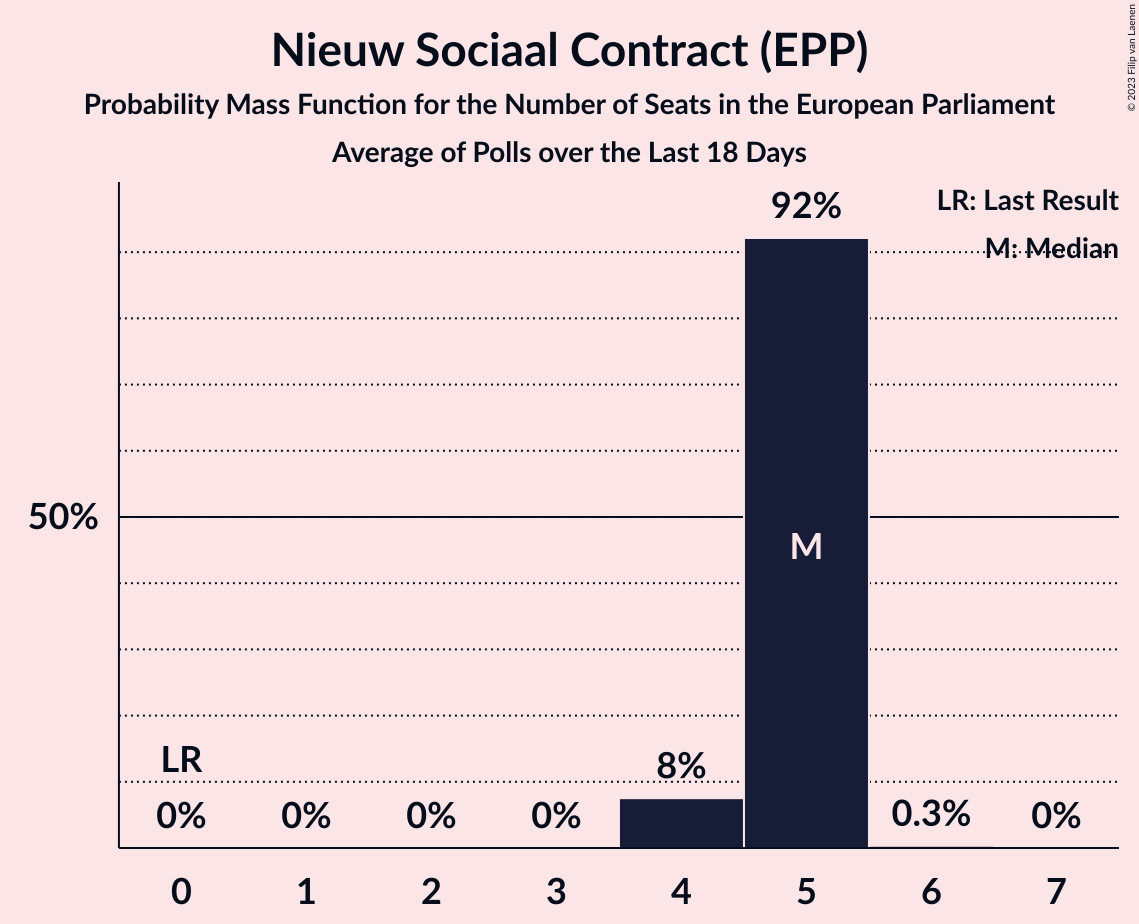 Nieuw Sociaal Contract (EPP)
Probability Mass Function for the Number of Seats in the European Parliament
Average of Polls over the Last 18 Days
© 2023 Filip van Laenen
LR: Last Result
M: Median
92%
50%
M
LR
8%
0% 0% 0% 0% 0.3% 0%
0 1 2 3 4 5 6 7